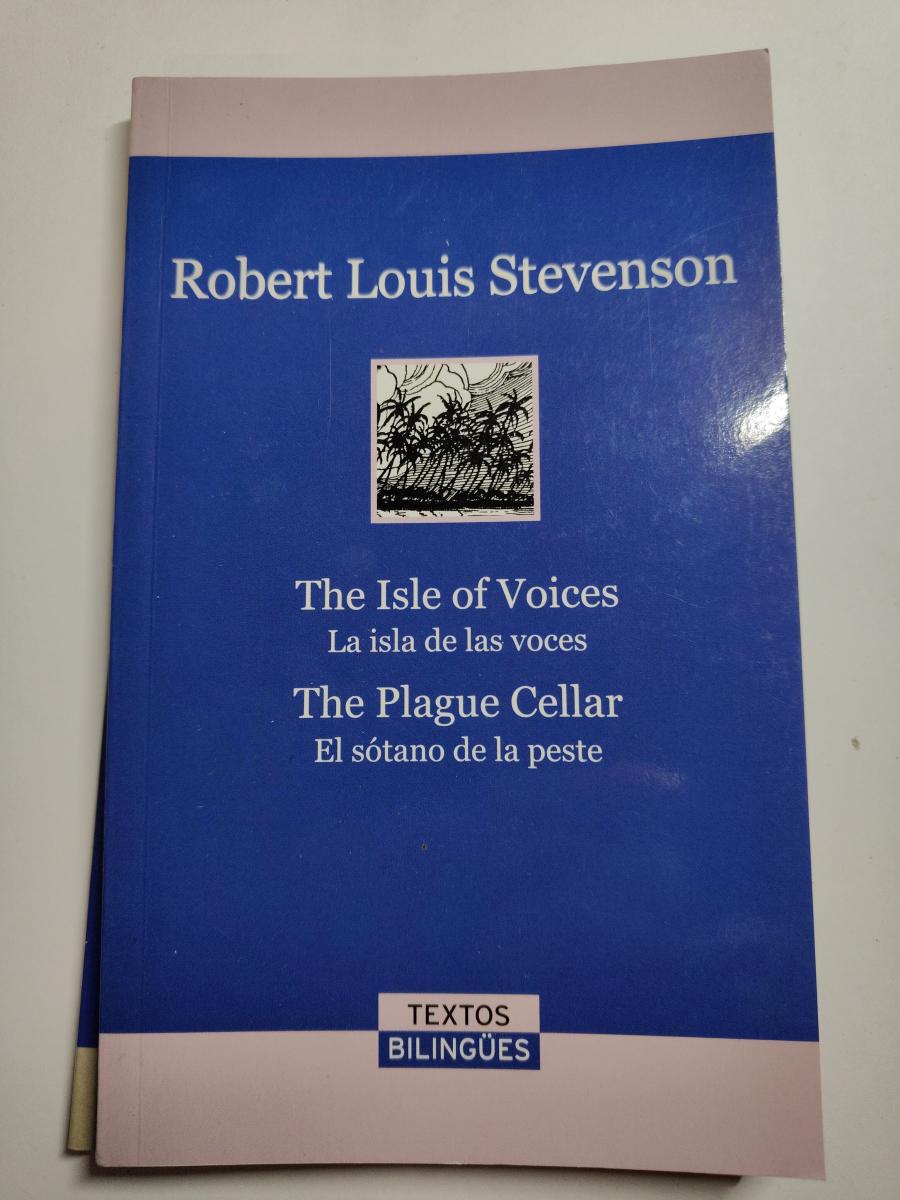 Robert Louis Stevenson
The Isle of Voices
La isla de las voces
The Plague Cellar
El sótano de la peste
TEXTOS
BILINGÜES